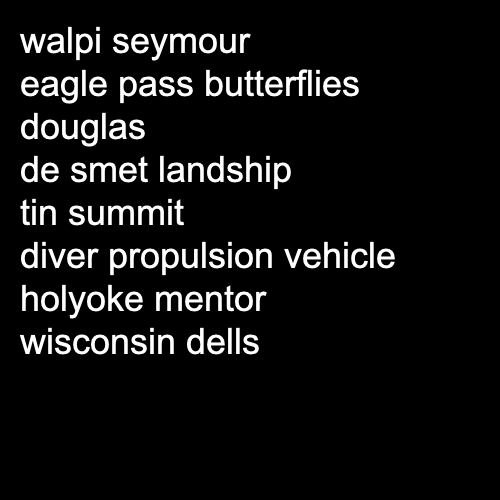 walpi seymour
eagle pass butterflies
douglas
de smet landship
tin summit
diver propulsion vehicle
holyoke mentor
wisconsin dells